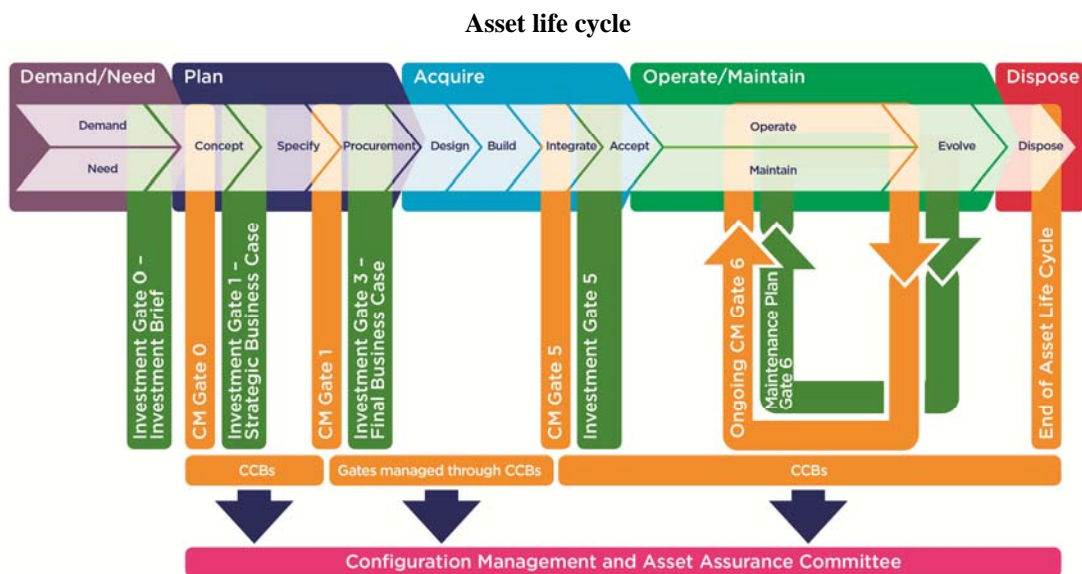 Asset life cycle
Demand/Need
Plan
Acquire
Operate/Maintain
Dispose
Demand
Need
Concept
Specify
Procurement
Design
Build
Integrate
Accept
Operate
Maintain
Evolve
Dispose
Investment Gate 0 –
Investment Brief
CM Gate 0
Investment Gate 1 –
Strategic Business Case
CM Gate 1
Investment Gate 3 –
Final Business Case
CM Gate 5
Investment Gate 5
Ongoing CM Gate 6
Maintenance Plan
Gate 6
End of Asset Life Cycle
CCBs
Gates managed through CCBs
CCBs
Configuration Management and Asset Assurance Committee